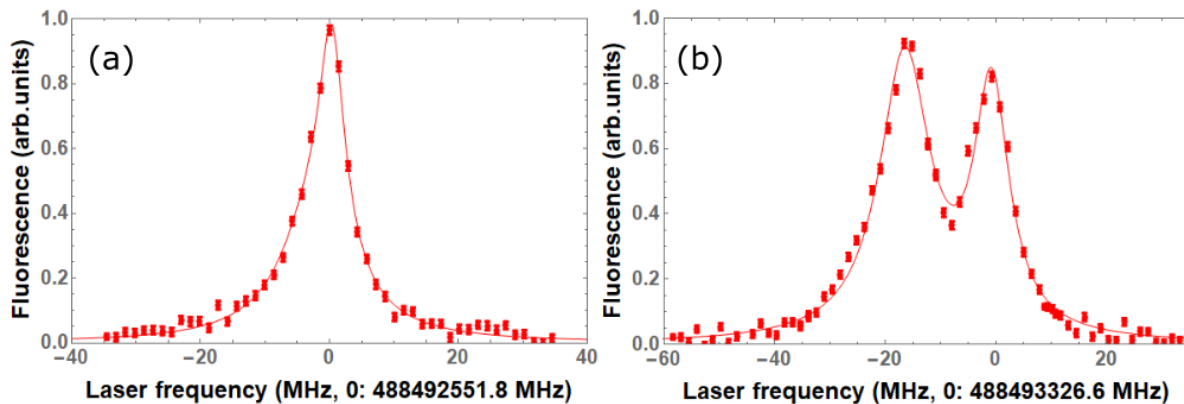 (a)
Fluorescence (arb.units)
1.0
0.8
0.6
0.4
0.2
0.0
−40 −20 0 20 40
Laser frequency (MHz, 0: 488492551.8 MHz)
(b)
Fluorescence (arb.units)
1.0
0.8
0.6
0.4
0.2
0.0
−60 −40 −20 0 20
Laser frequency (MHz, 0: 488493326.6 MHz)